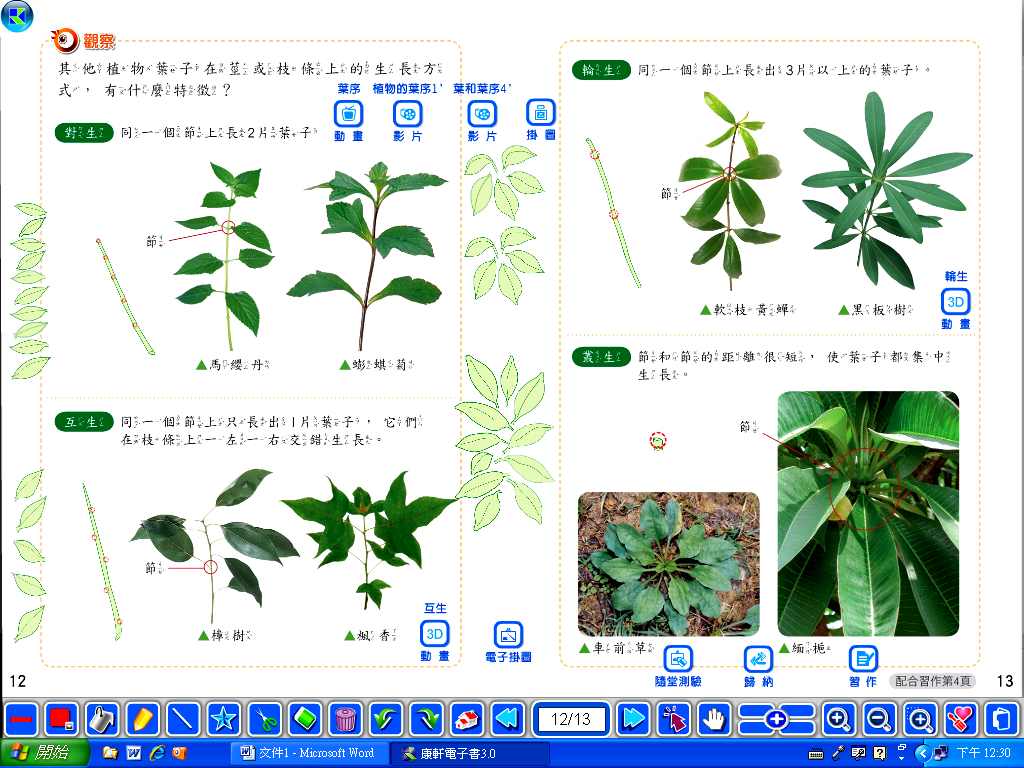 觀察
其他植物葉子在莖或枝條上的生長方
式，有什麼特徵？
葉序 植物的葉序1' 葉和葉序4'
動畫 影片 影片 掛圖
對生 同一個節上長2片葉子
節
▲馬纓丹 ▲蟛蜞菊
互生 同一個節上只長出1片葉子，它們
在枝條上一左一右交錯生長。
節
▲樟樹 ▲楓香
互生
3D
動畫
電子掛圖
12
輪生 同一個節上長出3片以上的葉子。
節
▲軟枝黃蟬 ▲黑板樹
輪生
3D
動畫
叢生 節和節的距離很短，使葉子都集中
生長。
節
▲車前草 ▲緬梔
隨堂測驗 歸納 習作
配合習作第4頁 13
12/13
開始
文件1 - Microsoft Word
康軒電子書3.0
下午 12:30